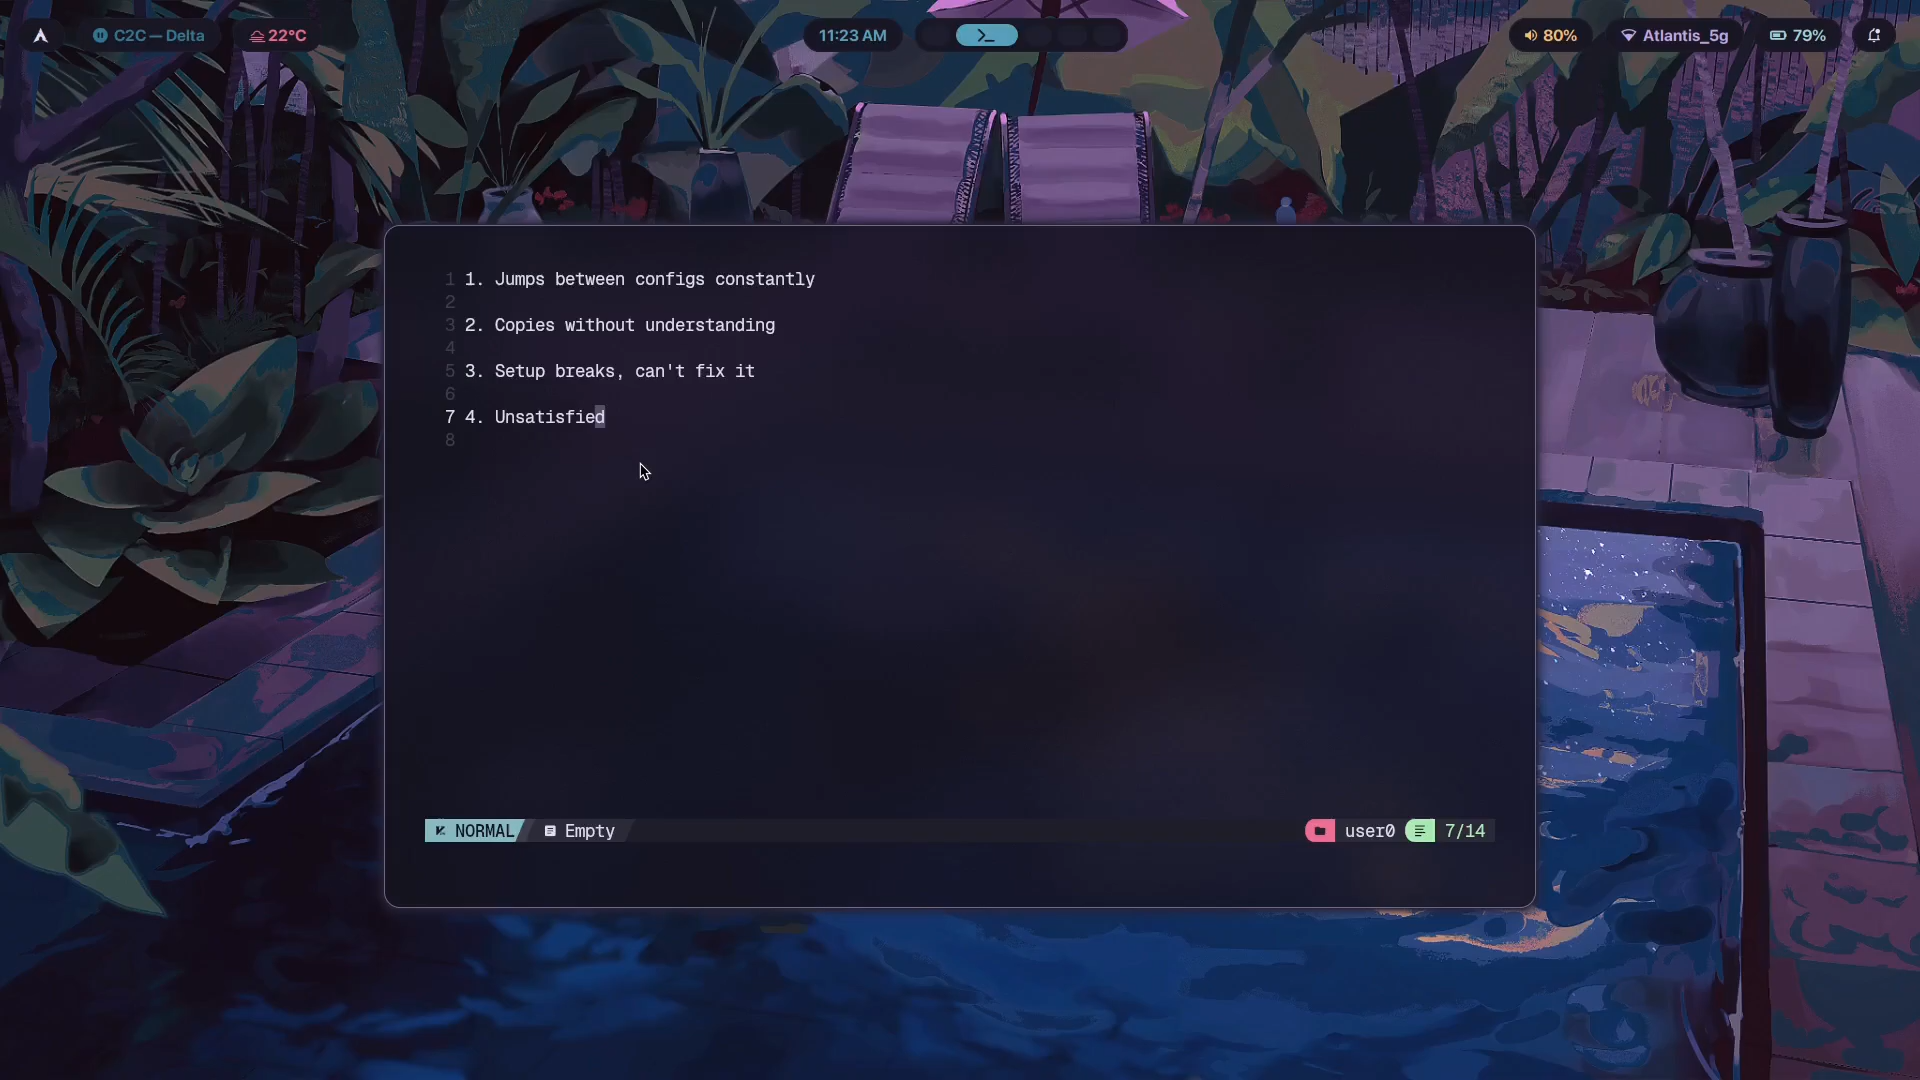 C2C — Delta
22°C
11:23 AM
80%
Atlantis_5g
79%
1 1. Jumps between configs constantly
2
3 2. Copies without understanding
4
5 3. Setup breaks, can't fix it
6
7 4. Unsatisfied
8
NORMAL
Empty
user0
7/14